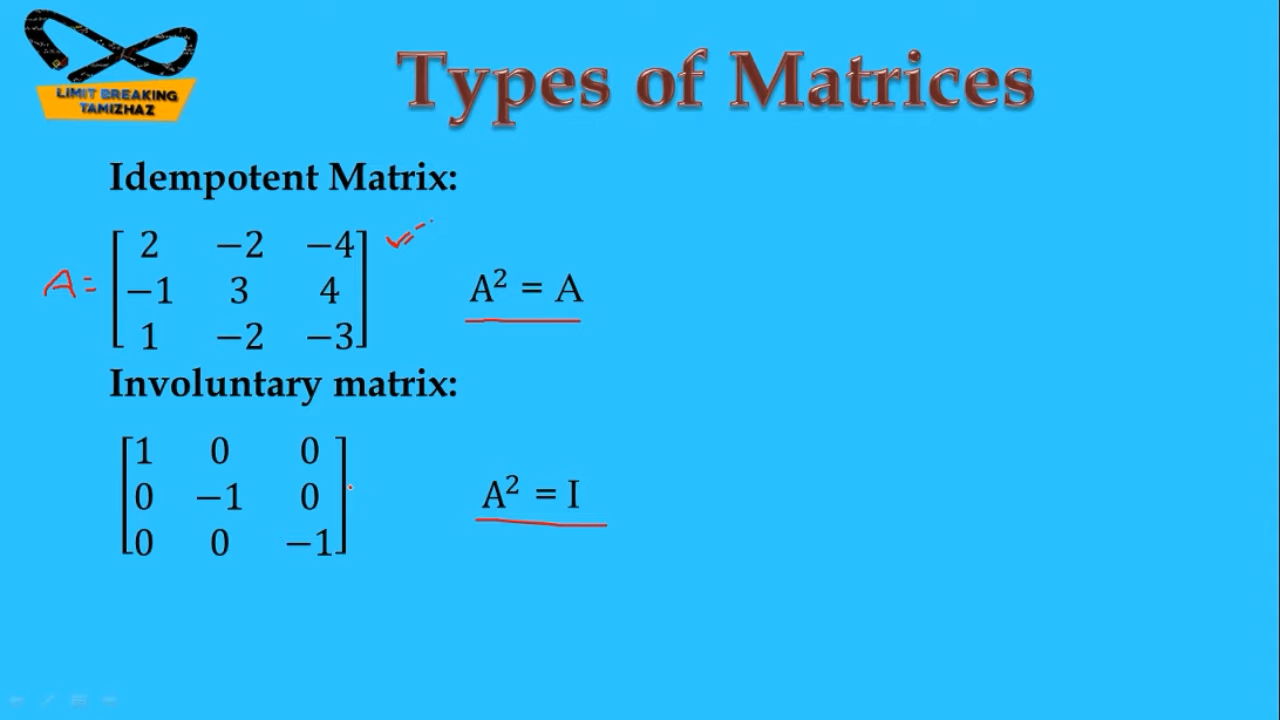 LIMIT BREAKING
TAMIZHAZ
Types of Matrices
Idempotent Matrix:
A = [ 2 −2 −4
−1 3 4
1 −2 −3 ]
A² = A
Involuntary matrix:
[ 1 0 0
0 −1 0
0 0 −1 ]
A² = I